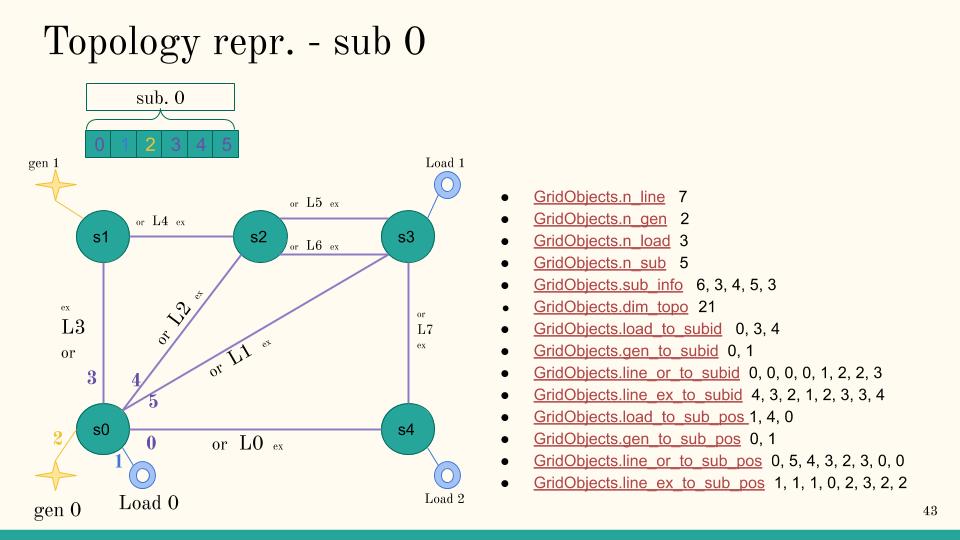 Topology repr. - sub 0
sub. 0
0 1 2 3 4 5
gen 1
Load 1
or L5 ex
or L4 ex
s1
s2
s3
or L6 ex
ex
L3
or
or L2 ex
or L1 ex
or
L7
ex
3
4
5
s0
s4
2
0
1
or L0 ex
gen 0
Load 0
Load 2
● GridObjects.n_line 7
● GridObjects.n_gen 2
● GridObjects.n_load 3
● GridObjects.n_sub 5
● GridObjects.sub_info 6, 3, 4, 5, 3
● GridObjects.dim_topo 21
● GridObjects.load_to_subid 0, 3, 4
● GridObjects.gen_to_subid 0, 1
● GridObjects.line_or_to_subid 0, 0, 0, 0, 1, 2, 2, 3
● GridObjects.line_ex_to_subid 4, 3, 2, 1, 2, 3, 3, 4
● GridObjects.load_to_sub_pos 1, 4, 0
● GridObjects.gen_to_sub_pos 0, 1
● GridObjects.line_or_to_sub_pos 0, 5, 4, 3, 2, 3, 0, 0
● GridObjects.line_ex_to_sub_pos 1, 1, 1, 0, 2, 3, 2, 2
43